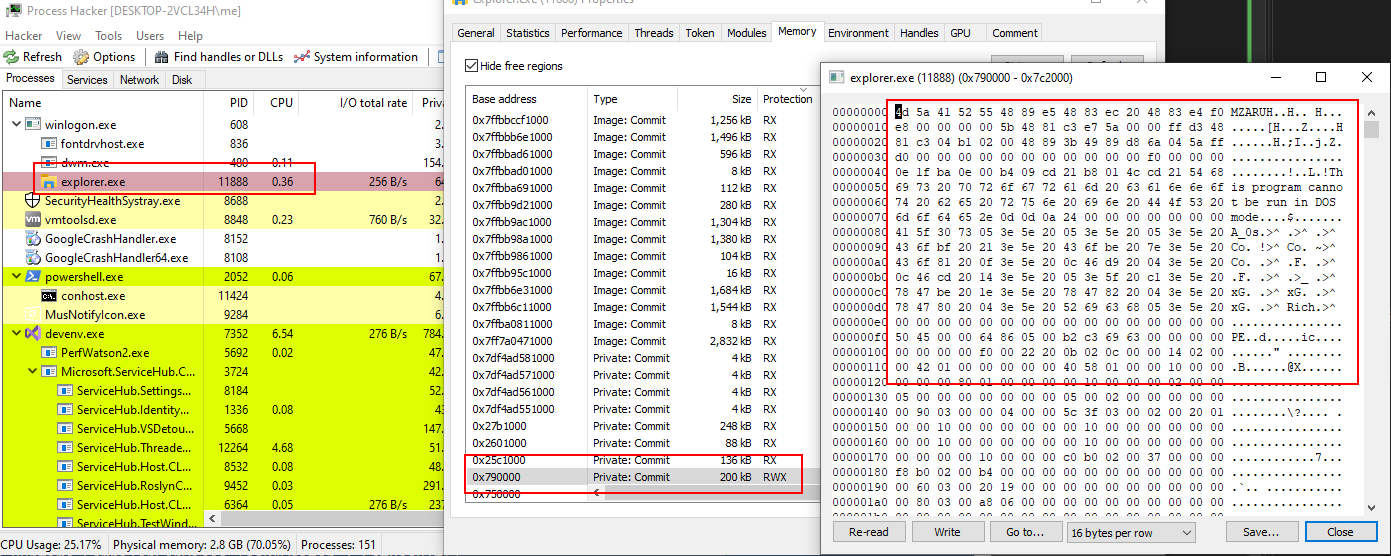 Process Hacker [DESKTOP-2VCL34H\me]
Hacker View Tools Users Help
Refresh Options Find handles or DLLs System information
Processes Services Network Disk
Name PID CPU I/O total rate Priva
winlogon.exe 608 2.
fontdrvhost.exe 836 3.
dwm.exe 480 0.11 154.
explorer.exe 11888 0.36 256 B/s 64
SecurityHealthSystray.exe 8688 2.
vmtoolsd.exe 8848 0.23 760 B/s 32.
GoogleCrashHandler.exe 8152 1.
GoogleCrashHandler64.exe 8108 1.
powershell.exe 2052 0.06 67.
conhost.exe 11424 4.
MusNotifyIcon.exe 9284 6.
devenv.exe 7352 6.54 276 B/s 784.
PerfWatson2.exe 5692 0.02 47.
Microsoft.ServiceHub.C... 3724 42.
ServiceHub.Settings... 8184 52.
ServiceHub.Identity... 1336 0.08 43
ServiceHub.VSDetou... 5668 147.
ServiceHub.Threade... 12264 4.68 51.
ServiceHub.Host.CL... 8532 0.08 48.
ServiceHub.RoslynC... 9452 0.03 291.
ServiceHub.Host.CL... 6364 0.05 276 B/s 237
ServiceHub.TestWind...
CPU Usage: 25.17% Physical memory: 2.8 GB (70.05%) Processes: 151
explorer.exe (11888) Properties
General Statistics Performance Threads Token Modules Memory Environment Handles GPU Comment
Hide free regions
Base address Type Size Protection
0x7ffbbccf1000 Image: Commit 1,256 kB RX
0x7ffbbb6e1000 Image: Commit 1,496 kB RX
0x7ffbbad61000 Image: Commit 596 kB RX
0x7ffbbad01000 Image: Commit 8 kB RX
0x7ffbba691000 Image: Commit 112 kB RX
0x7ffbb9d21000 Image: Commit 280 kB RX
0x7ffbb9ac1000 Image: Commit 1,304 kB RX
0x7ffbb98a1000 Image: Commit 1,380 kB RX
0x7ffbb9861000 Image: Commit 104 kB RX
0x7ffbb95c1000 Image: Commit 16 kB RX
0x7ffbb6e31000 Image: Commit 1,684 kB RX
0x7ffbb6c11000 Image: Commit 1,544 kB RX
0x7ffba0811000 Image: Commit 8 kB RX
0x7ff7a0471000 Image: Commit 2,832 kB RX
0x7df4ad581000 Private: Commit 4 kB RX
0x7df4ad571000 Private: Commit 4 kB RX
0x7df4ad561000 Private: Commit 4 kB RX
0x7df4ad551000 Private: Commit 4 kB RX
0x27b1000 Private: Commit 248 kB RX
0x2601000 Private: Commit 88 kB RX
0x25c1000 Private: Commit 136 kB RX
0x790000 Private: Commit 200 kB RWX
0x750000
explorer.exe (11888) (0x790000 - 0x7c2000)
00000000 4d 5a 41 52 55 48 89 e5 48 83 ec 20 48 83 e4 f0 MZARUH..H.. H...
00000010 e8 00 00 00 00 5b 48 81 c3 e7 5a 00 00 ff d3 48 .....[H...Z....H
00000020 81 c3 04 b1 02 00 48 89 3b 49 89 d8 6a 04 5a ff ......H.;I..j.Z.
00000030 d0 00 00 00 00 00 00 00 00 00 00 00 f0 00 00 00 ................
00000040 0e 1f ba 0e 00 b4 09 cd 21 b8 01 4c cd 21 54 68 ........!..L.!Th
00000050 69 73 20 70 72 6f 67 72 61 6d 20 63 61 6e 6e 6f is program canno
00000060 74 20 62 65 20 72 75 6e 20 69 6e 20 44 4f 53 20 t be run in DOS
00000070 6d 6f 64 65 2e 0d 0d 0a 24 00 00 00 00 00 00 00 mode....$.......
00000080 41 5f 30 73 05 3e 5e 20 05 3e 5e 20 05 3e 5e 20 A_0s.>^ .>^ .>^
00000090 43 6f bf 20 21 3e 5e 20 43 6f be 20 7e 3e 5e 20 Co. !>^ Co. ~>^
000000a0 43 6f 81 20 0f 3e 5e 20 0c 46 d9 20 04 3e 5e 20 Co. .>^ .F. .>^
000000b0 0c 46 cd 20 14 3e 5e 20 05 3e 5f 20 c1 3e 5e 20 .F. .>^ .>_ .>^
000000c0 78 47 be 20 1e 3e 5e 20 78 47 82 20 04 3e 5e 20 xG. .>^ xG. .>^
000000d0 78 47 80 20 04 3e 5e 20 52 69 63 68 05 3e 5e 20 xG. .>^ Rich.>^
000000e0 00 00 00 00 00 00 00 00 00 00 00 00 00 00 00 00 ................
000000f0 50 45 00 00 64 86 05 00 b2 c3 69 63 00 00 00 00 PE..d.....ic....
00000100 00 00 00 00 f0 00 22 20 0b 02 0c 00 00 14 02 00 ......" ........
00000110 00 42 01 00 00 00 00 00 40 58 01 00 00 10 00 00 .B......@X......
00000120 00 00 00 80 01 00 00 00 00 10 00 00 00 02 00 00 ................
00000130 05 00 02 00 00 00 00 00 05 00 02 00 00 00 00 00 ................
00000140 00 90 03 00 00 04 00 00 5c 3f 03 00 02 00 20 01 ........\?.... .
00000150 00 00 10 00 00 00 00 00 00 10 00 00 00 00 00 00 ................
00000160 00 00 10 00 00 00 00 00 00 10 00 00 00 00 00 00 ................
00000170 00 00 00 00 10 00 00 00 c0 b0 02 00 37 00 00 00 ............7...
00000180 f8 b0 02 00 b4 00 00 00 00 00 00 00 00 00 00 00 ................
00000190 00 60 03 00 00 20 19 00 00 00 00 00 00 00 00 00 .`... ..........
000001a0 00 80 03 00 a8 06 00 00 00 00 00 00 00 00 00 00 ................
Re-read Write Go to... 16 bytes per row Save... Close